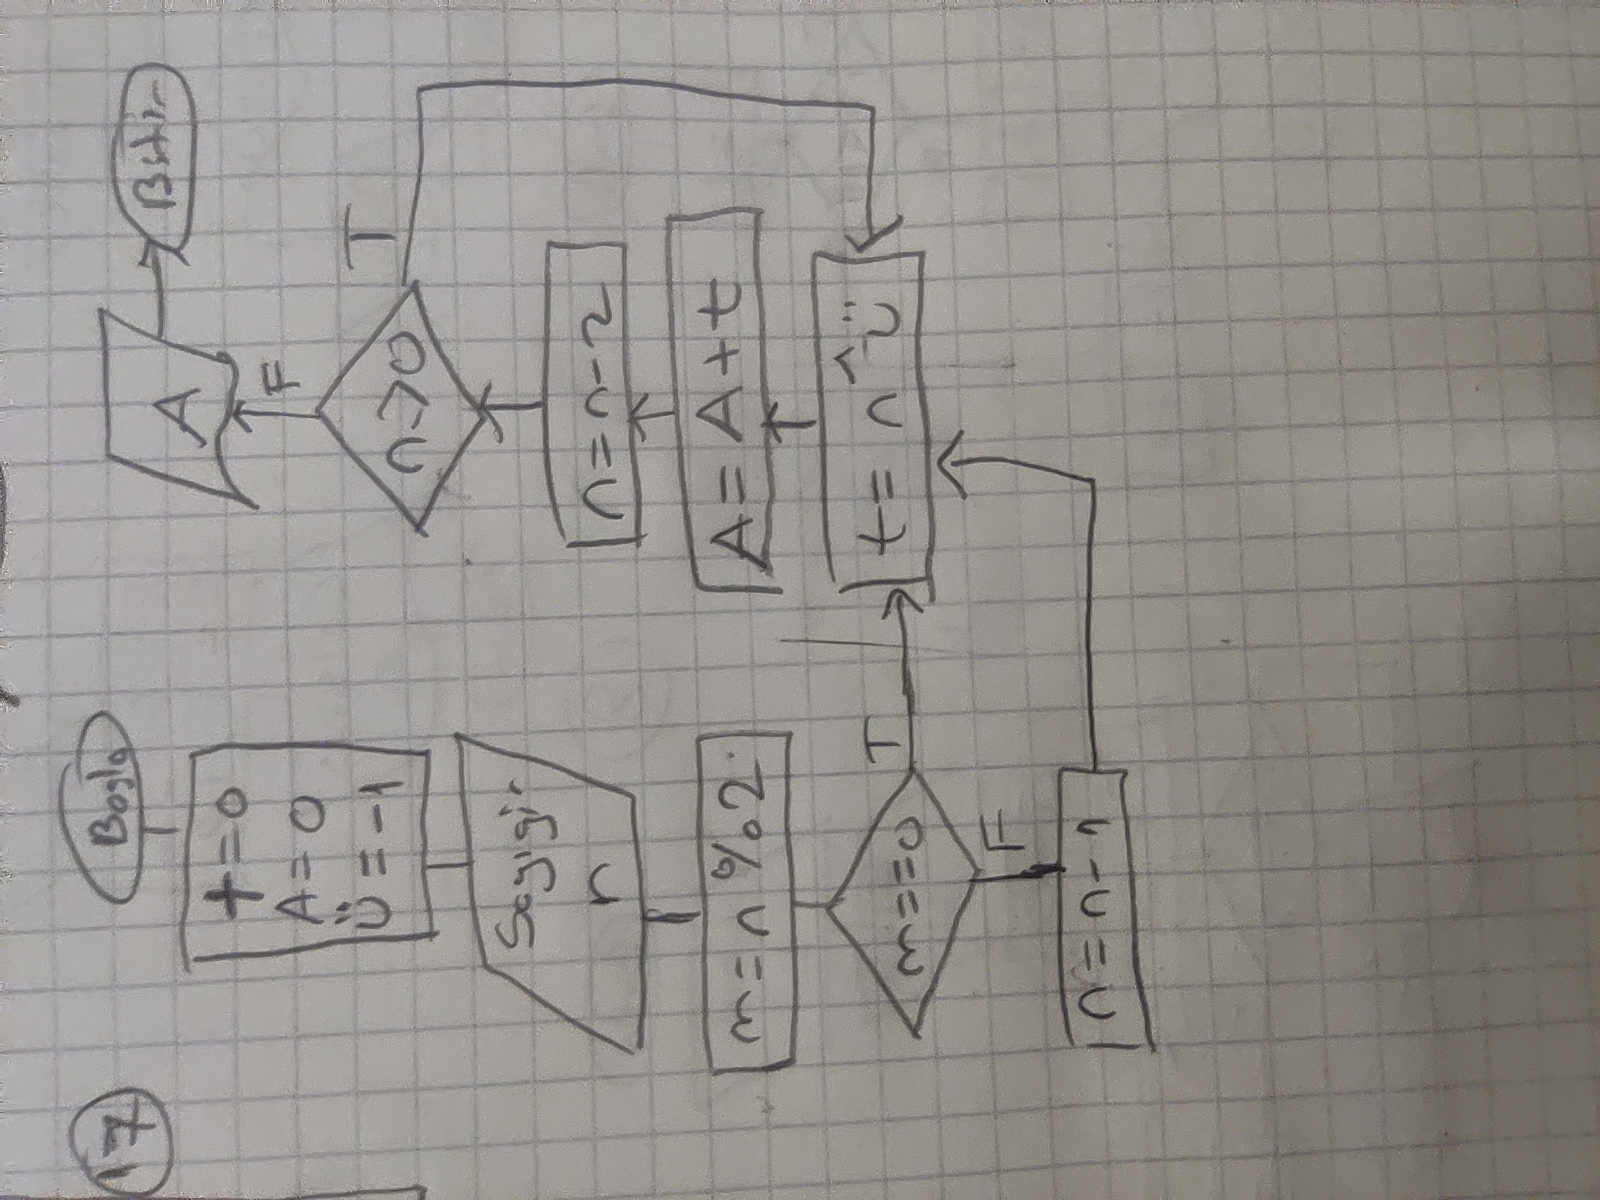 17
Başla
t=0
A=0
Ü=-1
Sayı gir
n
m=n%2
m==0
T
F
n=n-1
t=n^ü
A=A+t
n=n-2
n>0
T
F
A
Bitir